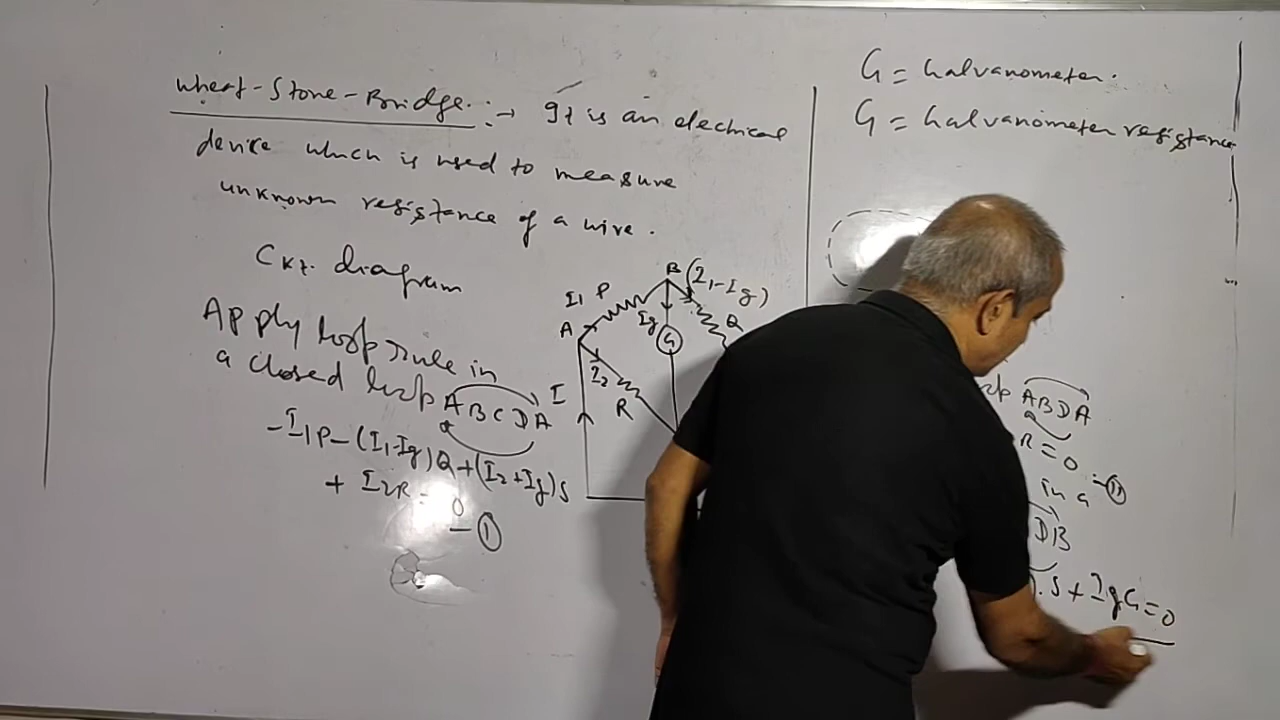 Wheat-Stone-Bridge :→ It is an electrical
device which is used to measure
unknown resistance of a wire.
Ckt. diagram
Apply loop rule in
a closed loop ABCDA
-I1P-(I1-Ig)Q+(I2+Ig)S
+ I2R = 0
- ①
B (I1-Ig)
I1 P
A
Ig
G
Q
I2
R
I
G = Galvanometer.
G = Galvanometer resistance
ABDA
R = 0 - ⑪
in a
DB
.S + IgG = 0